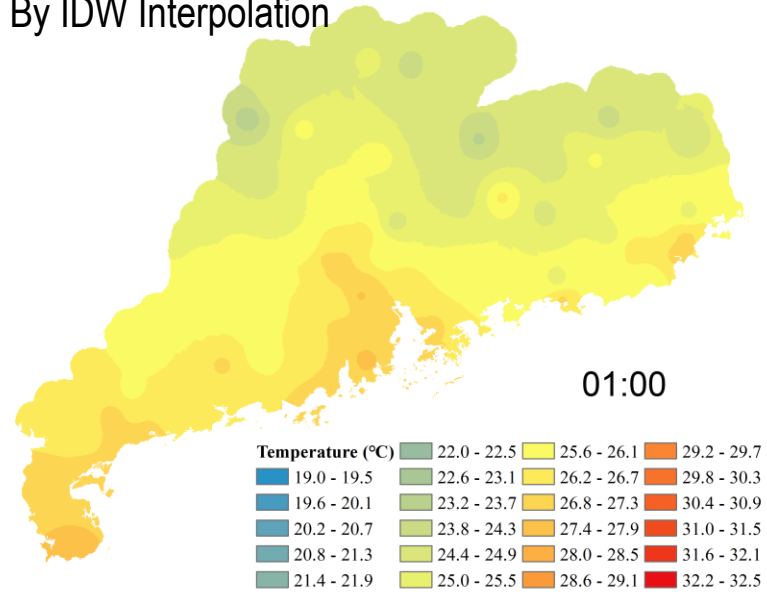 By IDW Interpolation
01:00
Temperature (℃)
19.0 - 19.5
19.6 - 20.1
20.2 - 20.7
20.8 - 21.3
21.4 - 21.9
22.0 - 22.5
22.6 - 23.1
23.2 - 23.7
23.8 - 24.3
24.4 - 24.9
25.0 - 25.5
25.6 - 26.1
26.2 - 26.7
26.8 - 27.3
27.4 - 27.9
28.0 - 28.5
28.6 - 29.1
29.2 - 29.7
29.8 - 30.3
30.4 - 30.9
31.0 - 31.5
31.6 - 32.1
32.2 - 32.5